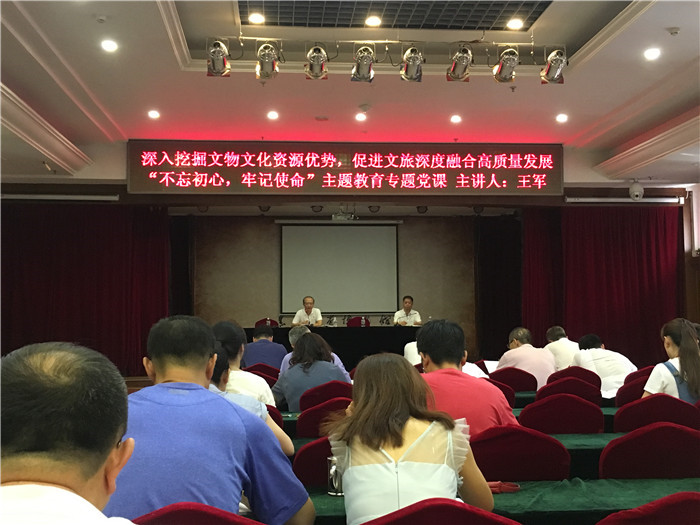 深入挖掘文物文化资源优势，促进文旅深度融合高质量发展
“不忘初心，牢记使命”主题教育专题党课 主讲人：王军